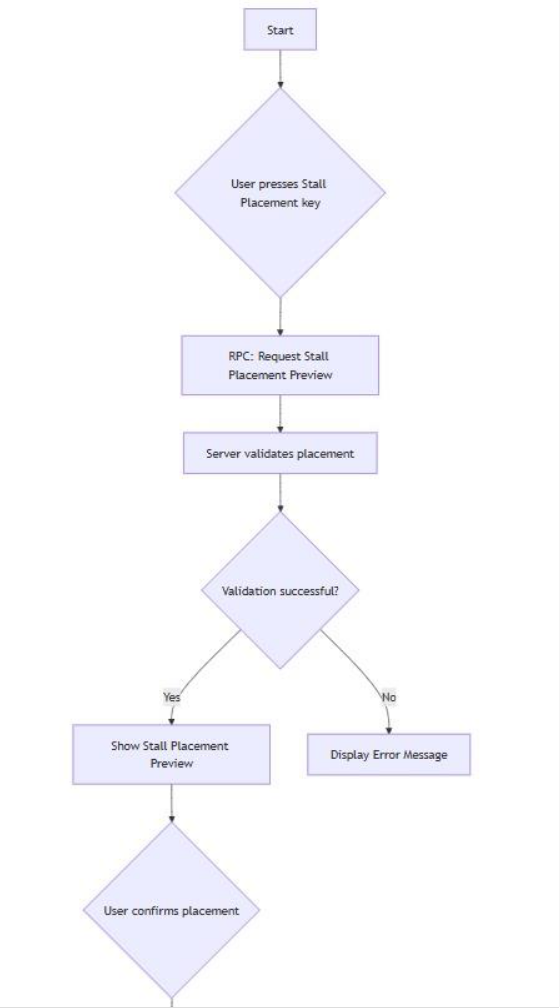 Start
User presses Stall
Placement key
RPC: Request Stall
Placement Preview
Server validates placement
Validation successful?
Yes
No
Show Stall Placement
Preview
Display Error Message
User confirms placement